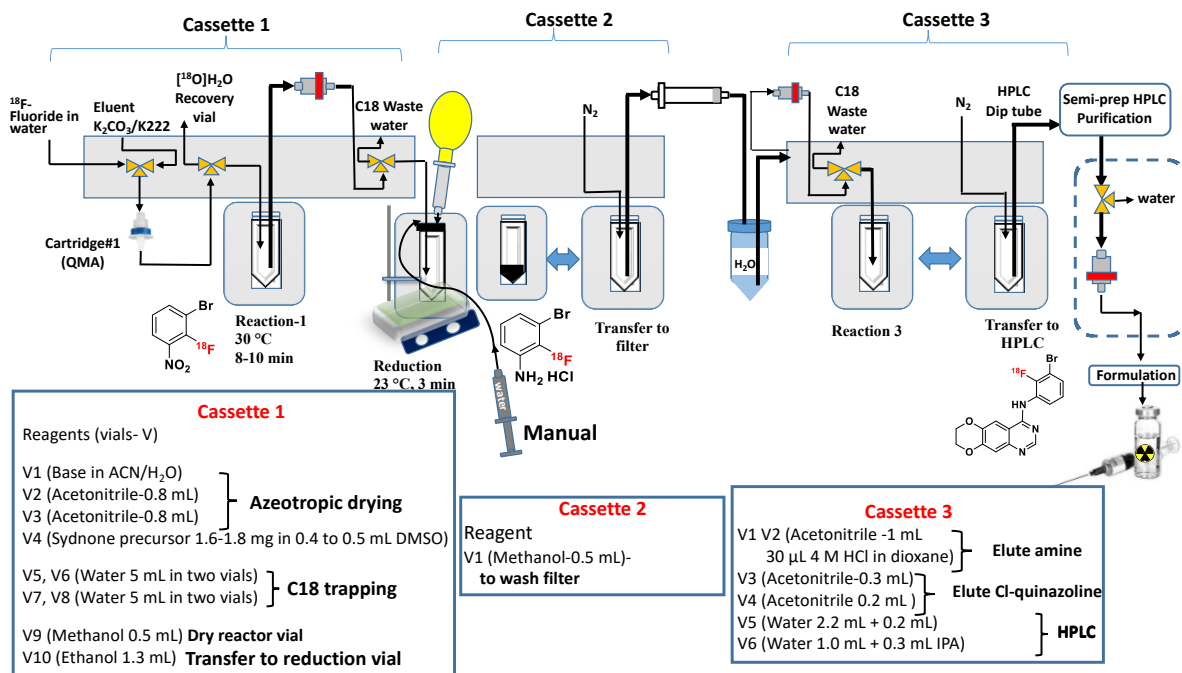 Cassette 1
Cassette 2
Cassette 3
¹⁸F-
Fluoride in
water
Eluent
K₂CO₃/K222
[¹⁸O]H₂O
Recovery
vial
C18 Waste
water
N₂
C18
Waste
water
N₂
HPLC
Dip tube
Semi-prep HPLC
Purification
water
Cartridge#1
(QMA)
H₂O
Br
¹⁸F
NO₂
Reaction-1
30 °C
8-10 min
Reduction
23 °C, 3 min
water
Br
¹⁸F
NH₂ HCl
Manual
Transfer to
filter
Reaction 3
Transfer to
HPLC
Formulation
Br
¹⁸F
HN
O
O
N
N
Cassette 1
Reagents (vials- V)
V1 (Base in ACN/H₂O)
V2 (Acetonitrile-0.8 mL)
V3 (Acetonitrile-0.8 mL)
Azeotropic drying
V4 (Sydnone precursor 1.6-1.8 mg in 0.4 to 0.5 mL DMSO)
V5, V6 (Water 5 mL in two vials)
V7, V8 (Water 5 mL in two vials)
C18 trapping
V9 (Methanol 0.5 mL) Dry reactor vial
V10 (Ethanol 1.3 mL) Transfer to reduction vial
Cassette 2
Reagent
V1 (Methanol-0.5 mL)-
to wash filter
Cassette 3
V1 V2 (Acetonitrile -1 mL
30 µL 4 M HCl in dioxane)
Elute amine
V3 (Acetonitrile-0.3 mL)
V4 (Acetonitrile 0.2 mL )
Elute Cl-quinazoline
V5 (Water 2.2 mL + 0.2 mL)
V6 (Water 1.0 mL + 0.3 mL IPA)
HPLC